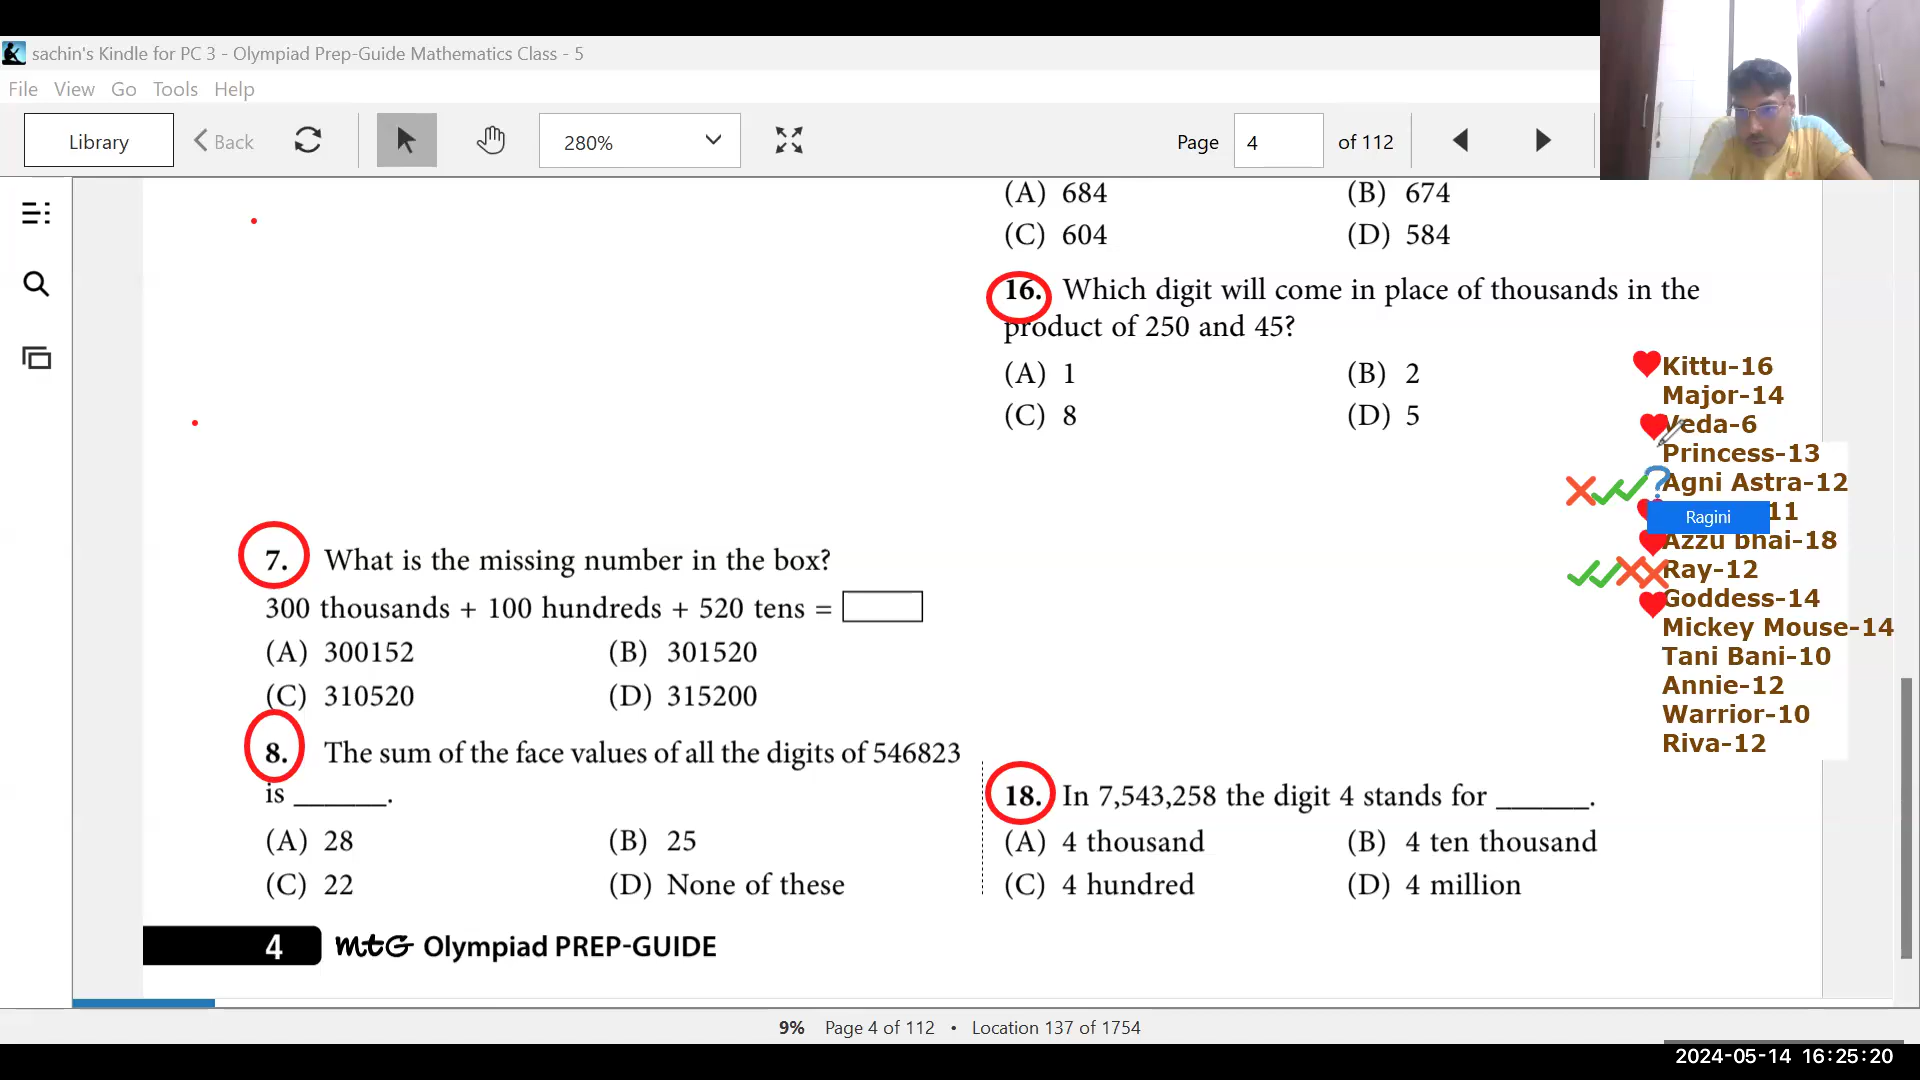 sachin's Kindle for PC 3 - Olympiad Prep-Guide Mathematics Class - 5
File View Go Tools Help
Library Back 280% Page 4 of 112
(A) 684 (B) 674
(C) 604 (D) 584
16. Which digit will come in place of thousands in the
product of 250 and 45?
(A) 1 (B) 2
(C) 8 (D) 5
7. What is the missing number in the box?
300 thousands + 100 hundreds + 520 tens =
(A) 300152 (B) 301520
(C) 310520 (D) 315200
8. The sum of the face values of all the digits of 546823
is ______.
(A) 28 (B) 25
(C) 22 (D) None of these
18. In 7,543,258 the digit 4 stands for ______.
(A) 4 thousand (B) 4 ten thousand
(C) 4 hundred (D) 4 million
Kittu-16
Major-14
Veda-6
Princess-13
Agni Astra-12
Ragini 11
Azzu bhai-18
Ray-12
Goddess-14
Mickey Mouse-14
Tani Bani-10
Annie-12
Warrior-10
Riva-12
4 mtG Olympiad PREP-GUIDE
9% Page 4 of 112 • Location 137 of 1754
2024-05-14 16:25:20